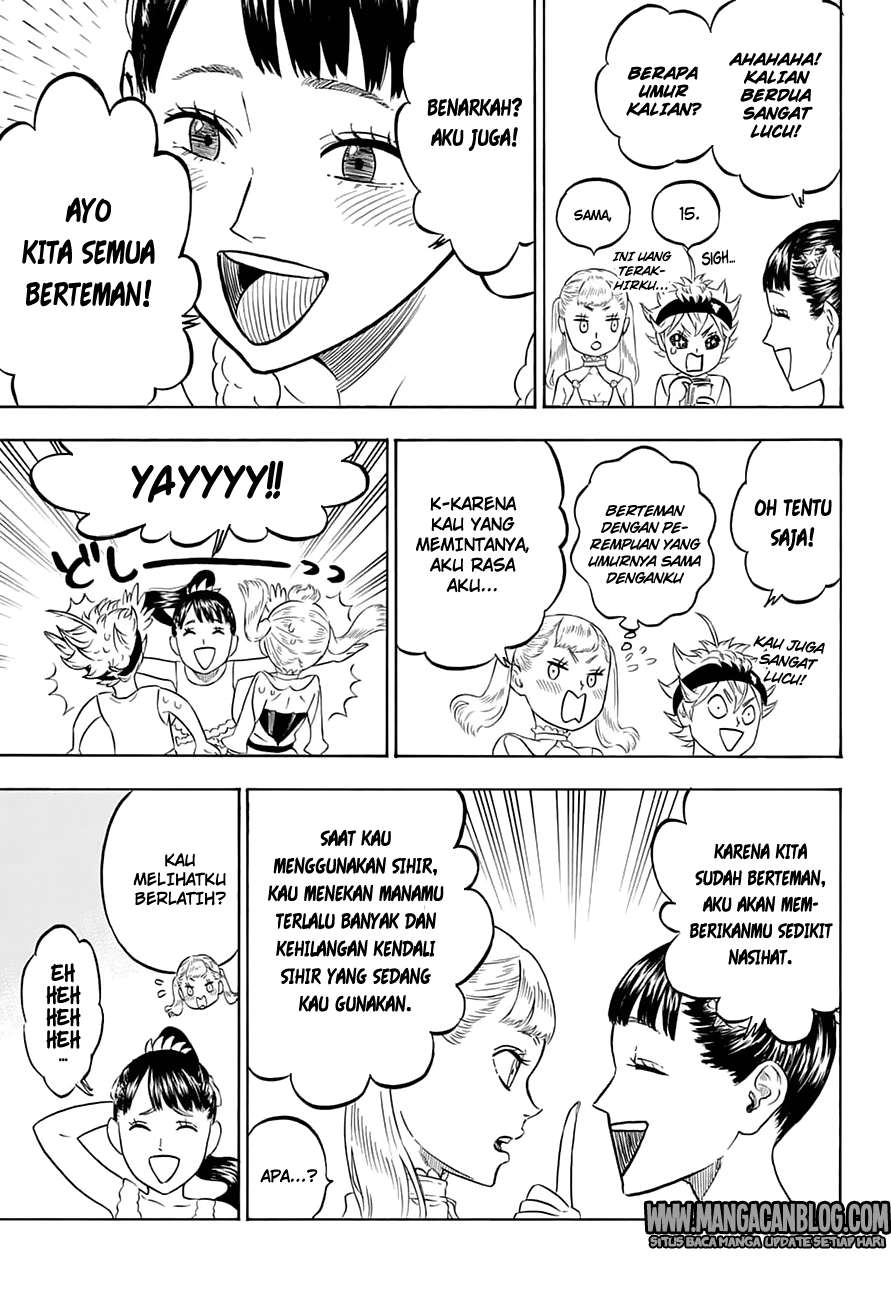 AHAHAHA!
KALIAN
BERDUA
SANGAT
LUCU!
BERAPA
UMUR
KALIAN?
15.
SIGH...
INI UANG
TERAK-
HIRKU...
SAMA,
BENARKAH?
AKU JUGA!
AYO
KITA SEMUA
BERTEMAN!
OH TENTU
SAJA!
KAU JUGA
SANGAT
LUCU!
BERTEMAN
DENGAN PE-
REMPUAN YANG
UMURNYA SAMA
DENGANKU
K-KARENA
KAU YANG
MEMINTANYA,
AKU RASA
AKU...
YAYYYY!!
どしーーっっ
KARENA KITA
SUDAH BERTEMAN,
AKU AKAN MEM-
BERIKANMU SEDIKIT
NASIHAT.
SAAT KAU
MENGGUNAKAN SIHIR,
KAU MENEKAN MANAMU
TERLALU BANYAK DAN
KEHILANGAN KENDALI
SIHIR YANG SEDANG
KAU GUNAKAN.
APA...?
KAU
MELIHATKU
BERLATIH?
EH
HEH
HEH
HEH
...
WWW.MANGACANBLOG.COM
SITUS BACA MANGA UPDATE SETIAP HARI